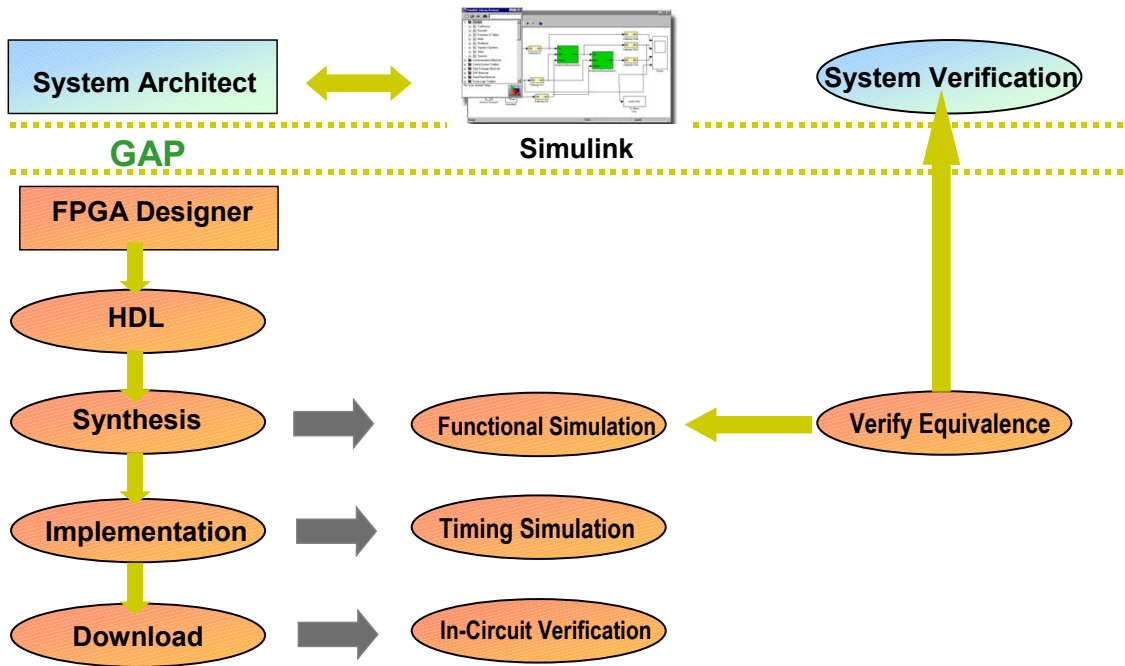 System Architect
System Verification
GAP
Simulink
FPGA Designer
HDL
Synthesis
Functional Simulation
Verify Equivalence
Implementation
Timing Simulation
Download
In-Circuit Verification